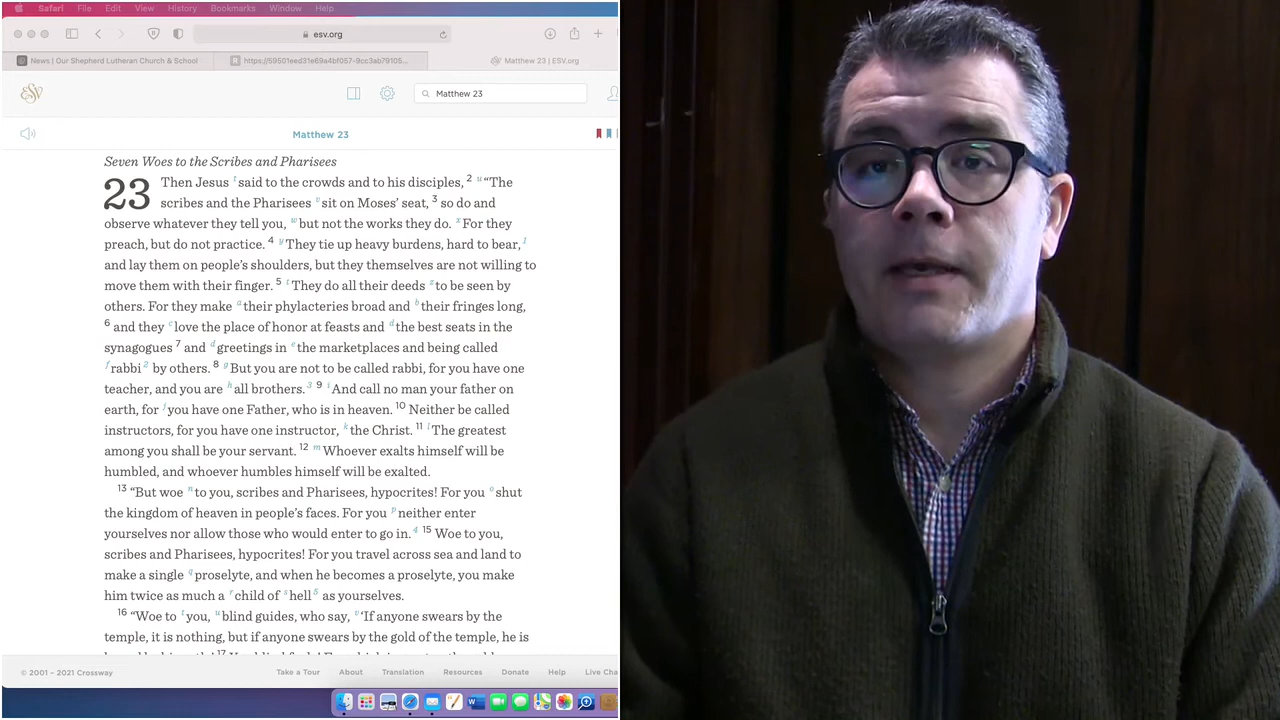 Safari File Edit View History Bookmarks Window Help
esv.org
News | Our Shepherd Lutheran Church & School
https://59501eed31e69a4bf057-9cc3ab79105...
Matthew 23 | ESV.org
ESV
Matthew 23
Matthew 23
Seven Woes to the Scribes and Pharisees
23 Then Jesus t said to the crowds and to his disciples, 2 u “The
scribes and the Pharisees v sit on Moses’ seat, 3 so do and
observe whatever they tell you, w but not the works they do. x For they
preach, but do not practice. 4 y They tie up heavy burdens, hard to bear, 1
and lay them on people’s shoulders, but they themselves are not willing to
move them with their finger. 5 t They do all their deeds z to be seen by
others. For they make a their phylacteries broad and b their fringes long,
6 and they c love the place of honor at feasts and d the best seats in the
synagogues 7 and d greetings in e the marketplaces and being called
f rabbi 2 by others. 8 g But you are not to be called rabbi, for you have one
teacher, and you are h all brothers. 3 9 i And call no man your father on
earth, for j you have one Father, who is in heaven. 10 Neither be called
instructors, for you have one instructor, k the Christ. 11 l The greatest
among you shall be your servant. 12 m Whoever exalts himself will be
humbled, and whoever humbles himself will be exalted.
13 “But woe n to you, scribes and Pharisees, hypocrites! For you o shut
the kingdom of heaven in people’s faces. For you p neither enter
yourselves nor allow those who would enter to go in. 4 15 Woe to you,
scribes and Pharisees, hypocrites! For you travel across sea and land to
make a single q proselyte, and when he becomes a proselyte, you make
him twice as much a r child of s hell 5 as yourselves.
16 “Woe to t you, u blind guides, who say, v ‘If anyone swears by the
temple, it is nothing, but if anyone swears by the gold of the temple, he is
© 2001 – 2021 Crossway
Take a Tour About Translation Resources Donate Help Live Cha